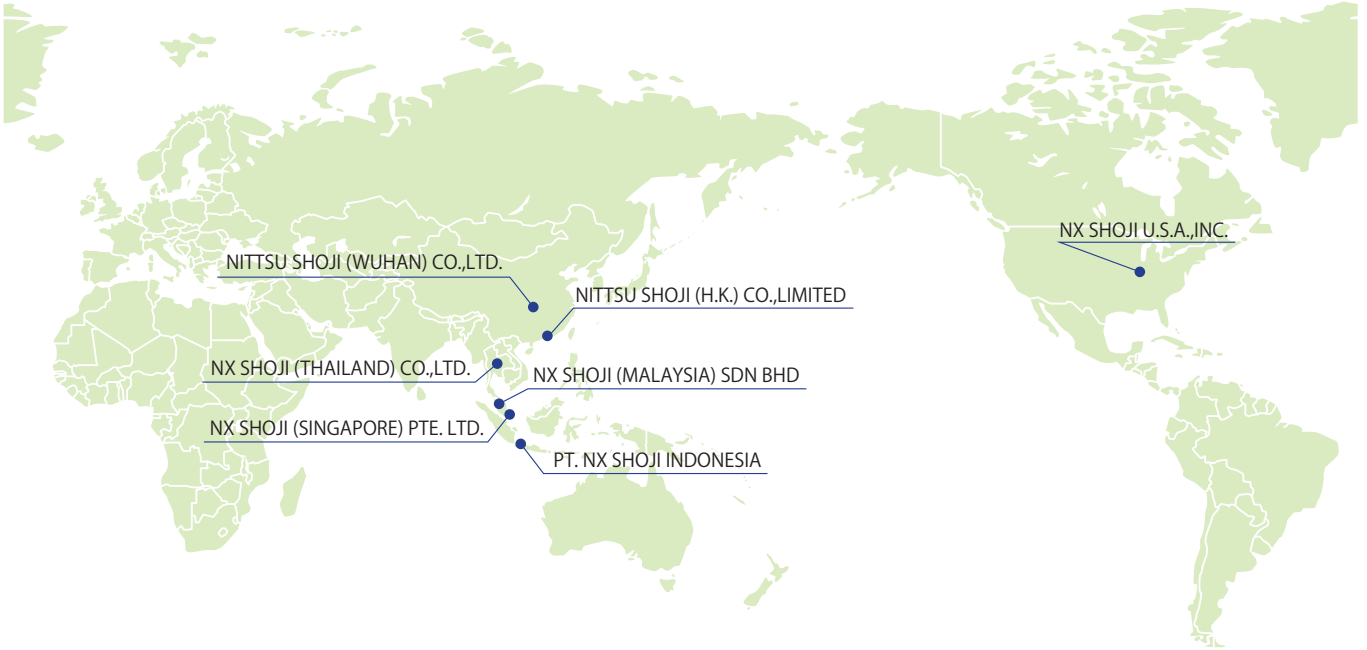 NX SHOJI U.S.A.,INC.
NITTSU SHOJI (WUHAN) CO.,LTD.
NITTSU SHOJI (H.K.) CO.,LIMITED
NX SHOJI (THAILAND) CO.,LTD.
NX SHOJI (MALAYSIA) SDN BHD
NX SHOJI (SINGAPORE) PTE. LTD.
PT. NX SHOJI INDONESIA